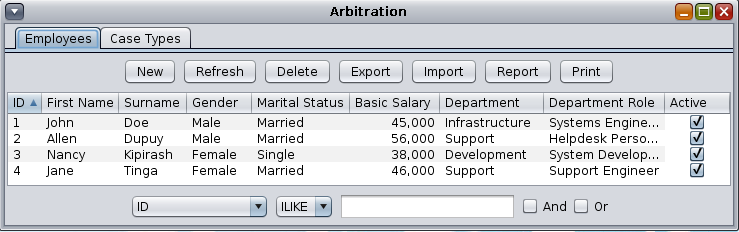 Arbitration
Employees Case Types
New Refresh Delete Export Import Report Print
ID First Name Surname Gender Marital Status Basic Salary Department Department Role Active
1 John Doe Male Married 45,000 Infrastructure Systems Engine...
2 Allen Dupuy Male Married 56,000 Support Helpdesk Perso...
3 Nancy Kipirash Female Single 38,000 Development System Develop...
4 Jane Tinga Female Married 46,000 Support Support Engineer
ID ILIKE And Or